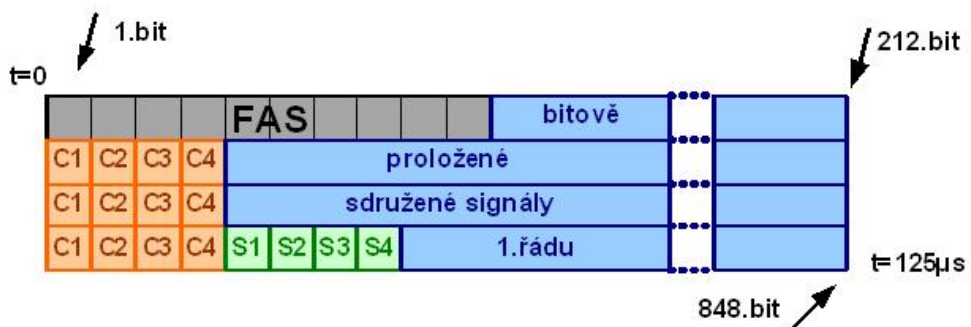 1.bit
212.bit
t=0
FAS bitově
C1 C2 C3 C4 proložené
C1 C2 C3 C4 sdružené signály
C1 C2 C3 C4 S1 S2 S3 S4 1.řádu
t=125µs
848.bit